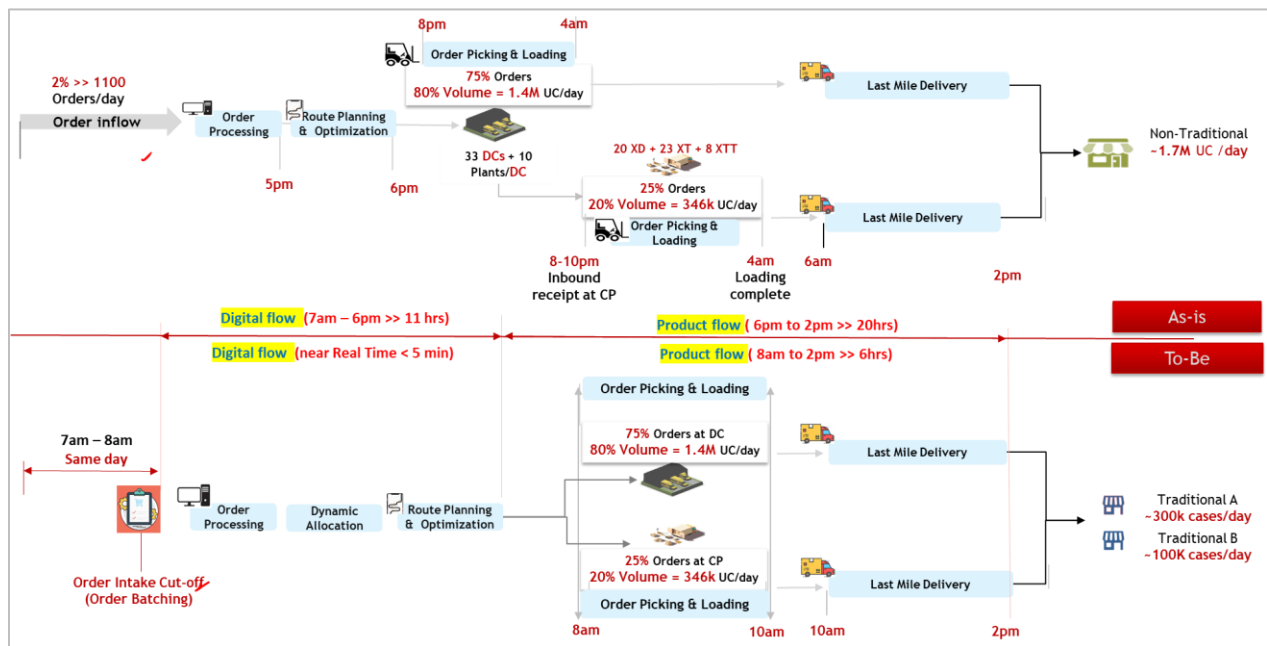 8pm
4am
Order Picking & Loading
75% Orders
80% Volume = 1.4M UC/day
2% >> 1100
Orders/day
Order inflow
Order
Processing
Route Planning
& Optimization
5pm
6pm
33 DCs + 10
Plants/DC
20 XD + 23 XT + 8 XTT
25% Orders
20% Volume = 346k UC/day
Order Picking &
Loading
8-10pm
Inbound
receipt at CP
4am
Loading
complete
Last Mile Delivery
Last Mile Delivery
6am
2pm
Non-Traditional
~1.7M UC /day
Digital flow (7am – 6pm >> 11 hrs)
Product flow ( 6pm to 2pm >> 20hrs)
As-is
Digital flow (near Real Time < 5 min)
Product flow ( 8am to 2pm >> 6hrs)
To-Be
7am – 8am
Same day
Order Intake Cut-off
(Order Batching)
Order
Processing
Dynamic
Allocation
Route Planning
& Optimization
Order Picking & Loading
75% Orders at DC
80% Volume = 1.4M UC/day
25% Orders at CP
20% Volume = 346k UC/day
Order Picking & Loading
8am
10am
Last Mile Delivery
Last Mile Delivery
10am
2pm
Traditional A
~300k cases/day
Traditional B
~100K cases/day